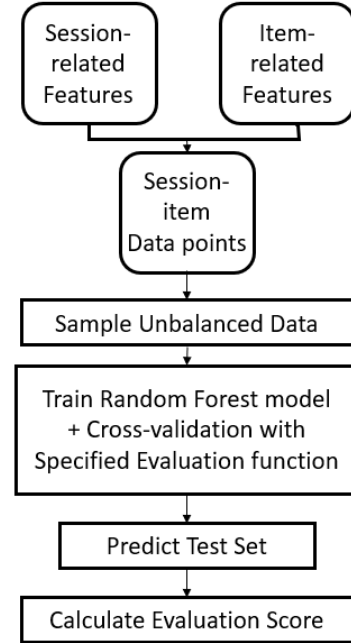 Session-
related
Features
Item-
related
Features
Session-
item
Data points
Sample Unbalanced Data
Train Random Forest model
+ Cross-validation with
Specified Evaluation function
Predict Test Set
Calculate Evaluation Score